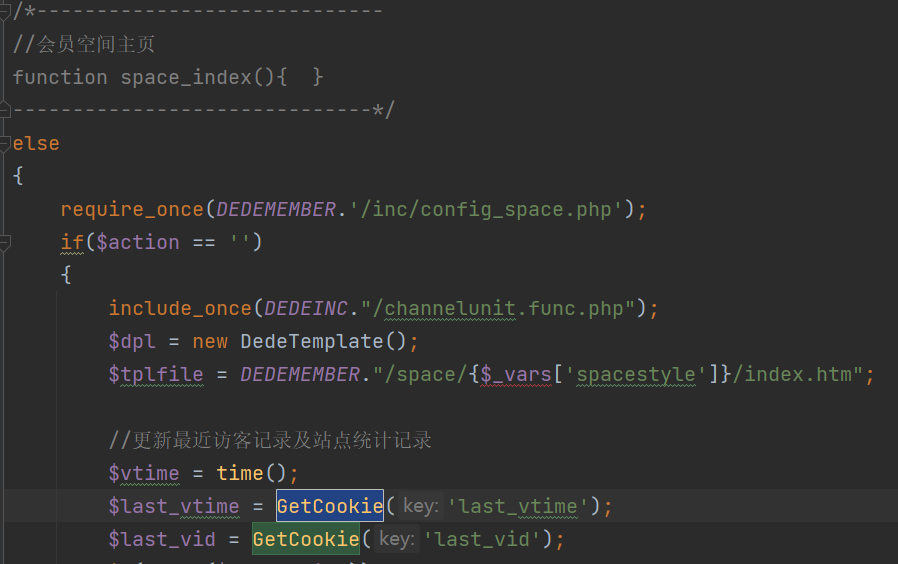 /*-----------------------------
//会员空间主页
function space_index(){  }
------------------------------*/
else
{
    require_once(DEDEMEMBER.'/inc/config_space.php');
    if($action == '')
    {
        include_once(DEDEINC."/channelunit.func.php");
        $dpl = new DedeTemplate();
        $tplfile = DEDEMEMBER."/space/{$_vars['spacestyle']}/index.htm";
        //更新最近访客记录及站点统计记录
        $vtime = time();
        $last_vtime = GetCookie( key: 'last_vtime');
        $last_vid = GetCookie( key: 'last_vid');